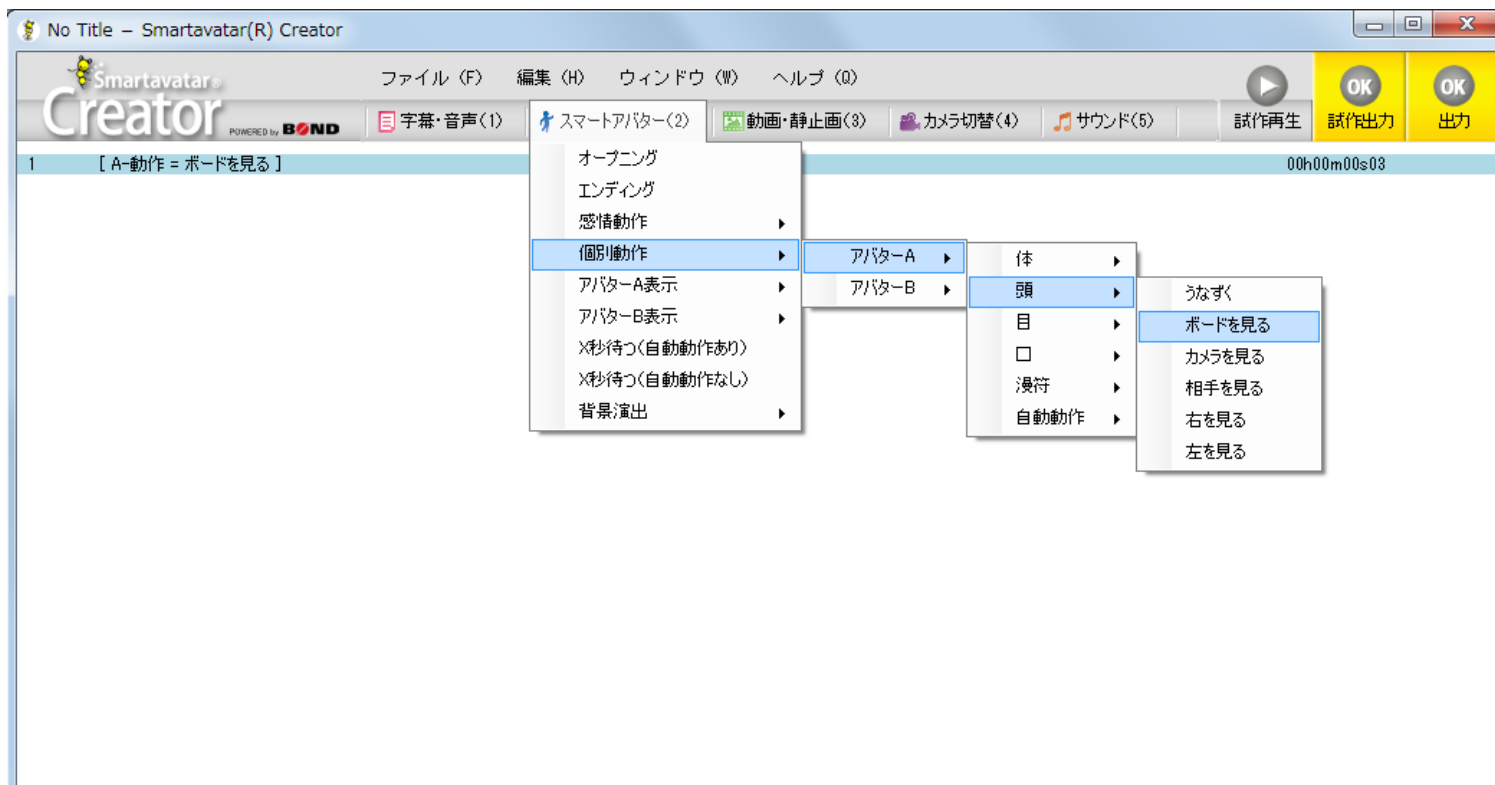 No Title – Smartavatar(R) Creator
Smartavatar®
Creator
POWERED by BOND
ファイル (F) 編集 (H) ウィンドウ (W) ヘルプ (Q)
字幕・音声(1) スマートアバター(2) 動画・静止画(3) カメラ切替(4) サウンド(5)
試作再生
OK
試作出力
OK
出力
1 [ A-動作 = ボードを見る ] 00h00m00s03
オープニング
エンディング
感情動作
個別動作
アバターA表示
アバターB表示
X秒待つ(自動動作あり)
X秒待つ(自動動作なし)
背景演出
アバターA
アバターB
体
頭
目
口
漫符
自動動作
うなずく
ボードを見る
カメラを見る
相手を見る
右を見る
左を見る